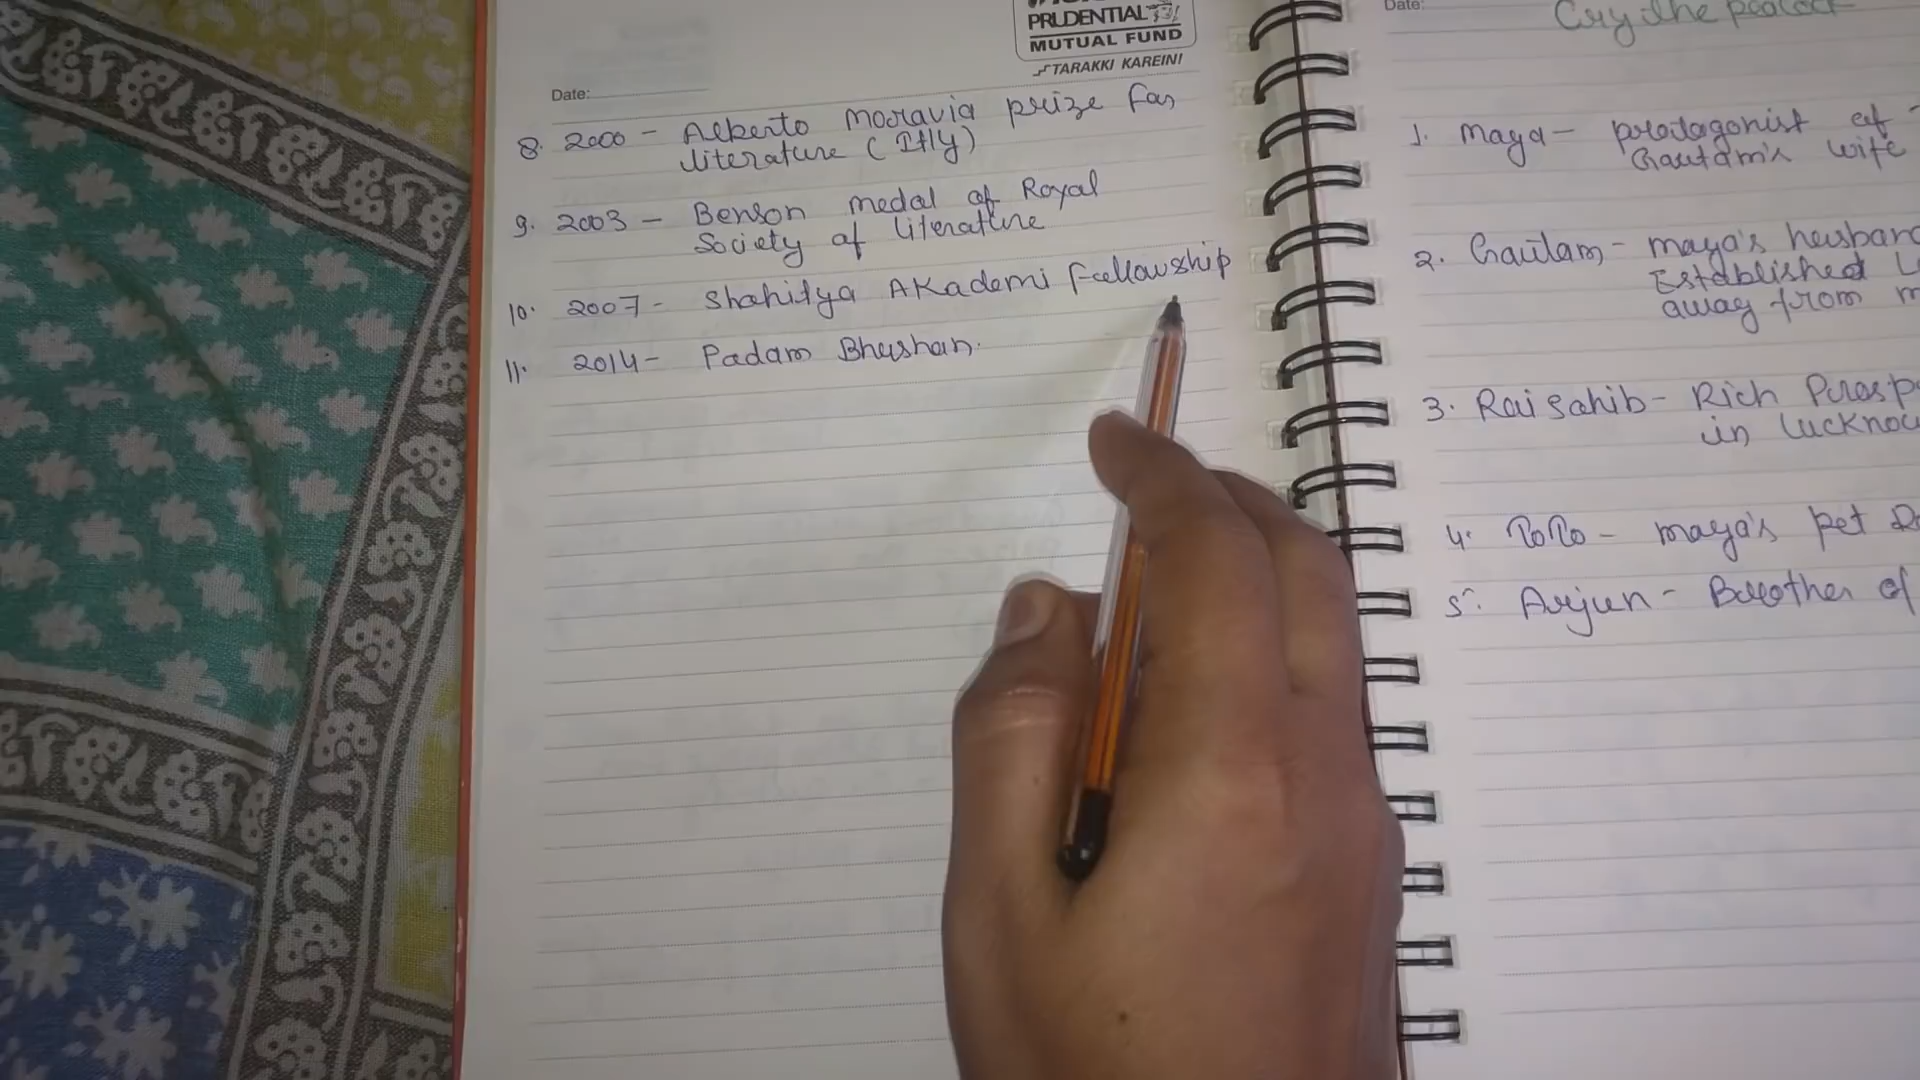 PRUDENTIAL
MUTUAL FUND
TARAKKI KAREIN!
Date:
8. 2000 - Alberto Moravia prize for
literature (Itly)
9. 2003 - Benson medal of Royal
Society of literature
10. 2007 - Shahitya Akademi Fellowship
11. 2014 - Padam Bhushan.
Date:
Cry the peacock
1. Maya - protagonist of
Gautam's wife
2. Gautam - maya's husband
Established
away from
3. Rai sahib - Rich
in lucknow
4. ToTo - maya's pet
5. Arjun - Brother of